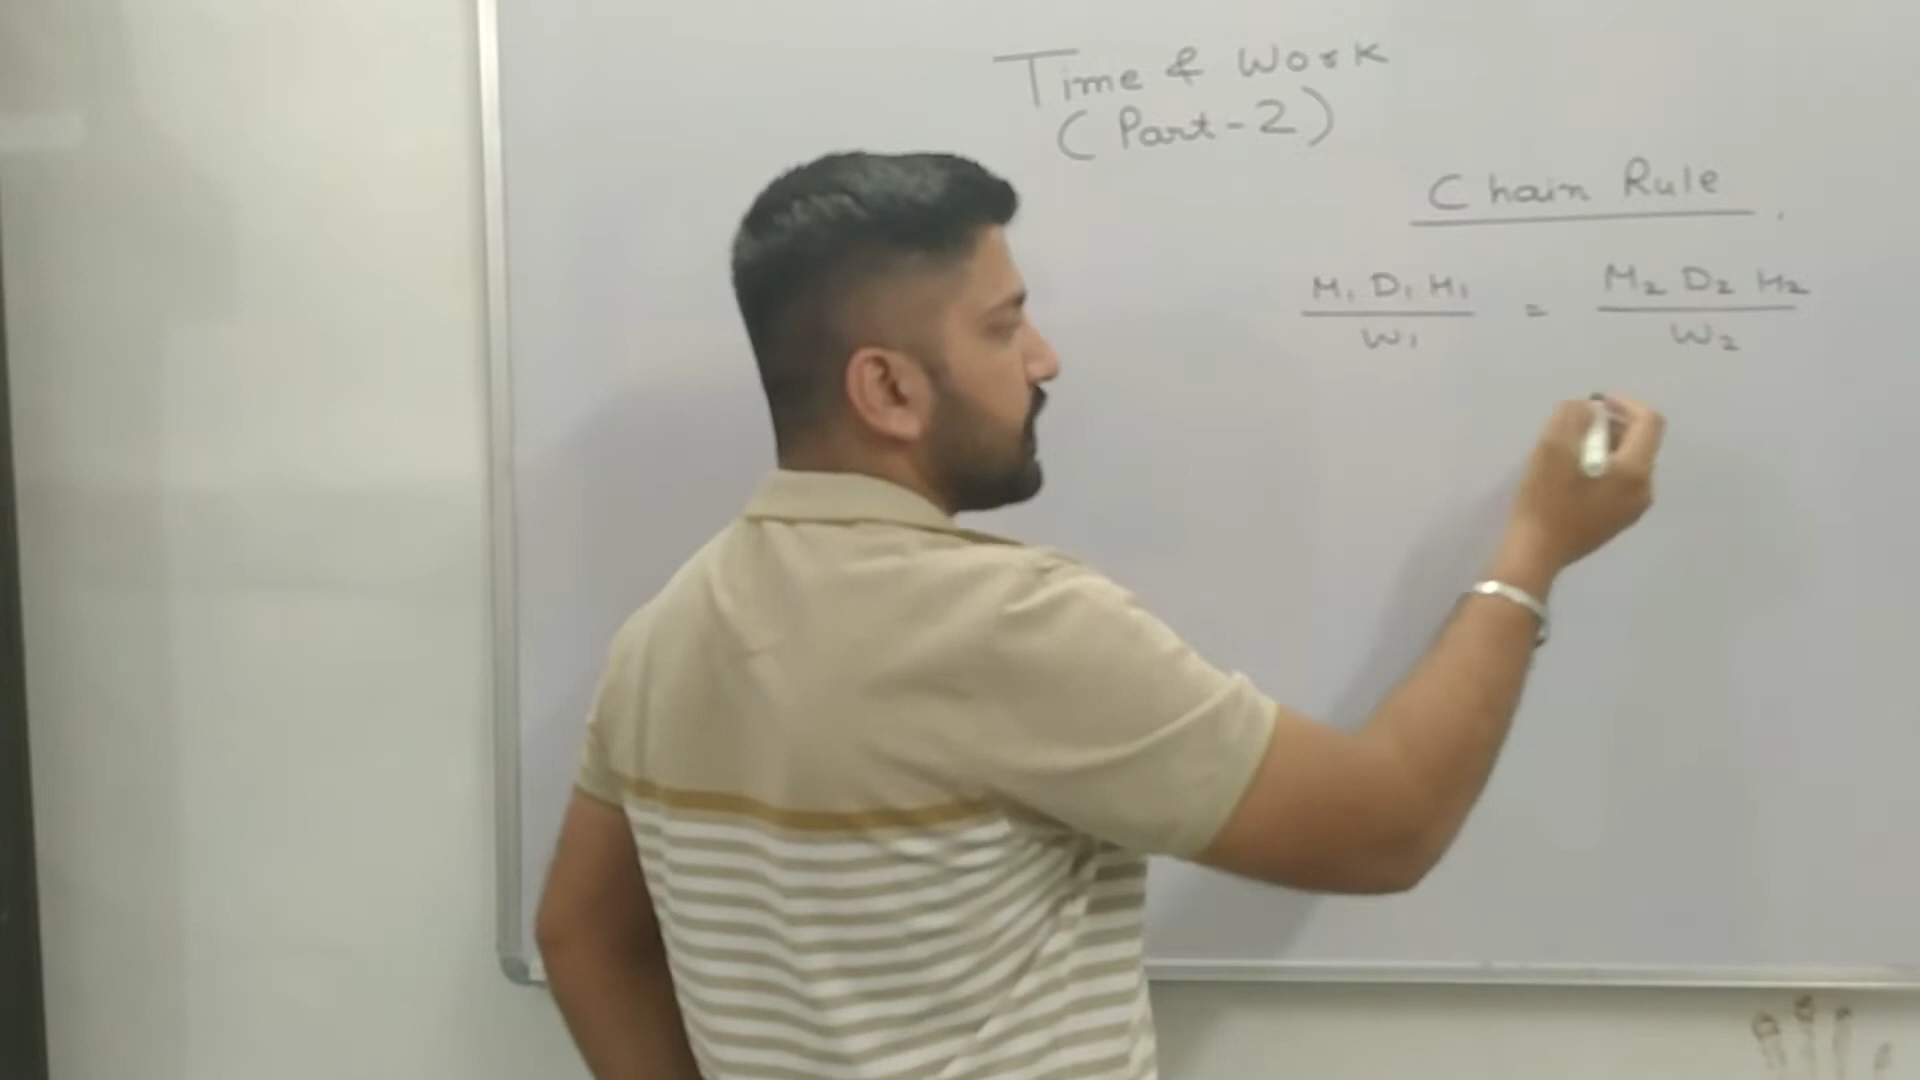 Time & Work
(Part-2)
Chain Rule
M₁ D₁ H₁ / W₁ = M₂ D₂ H₂ / W₂